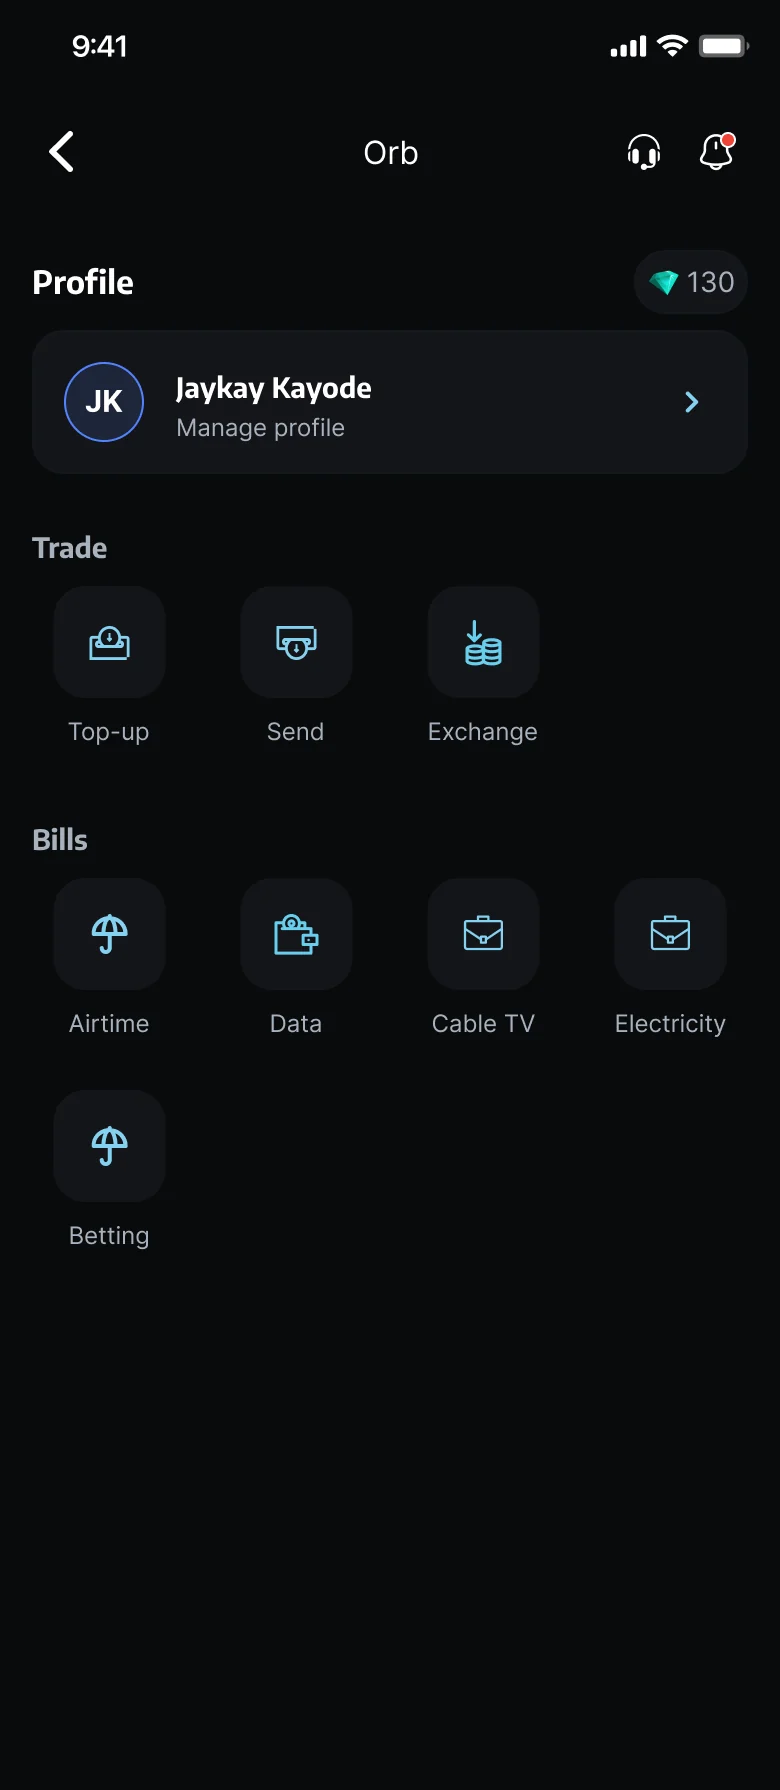 9:41
Orb
Profile
130
JK
Jaykay Kayode
Manage profile
Trade
Top-up
Send
Exchange
Bills
Airtime
Data
Cable TV
Electricity
Betting